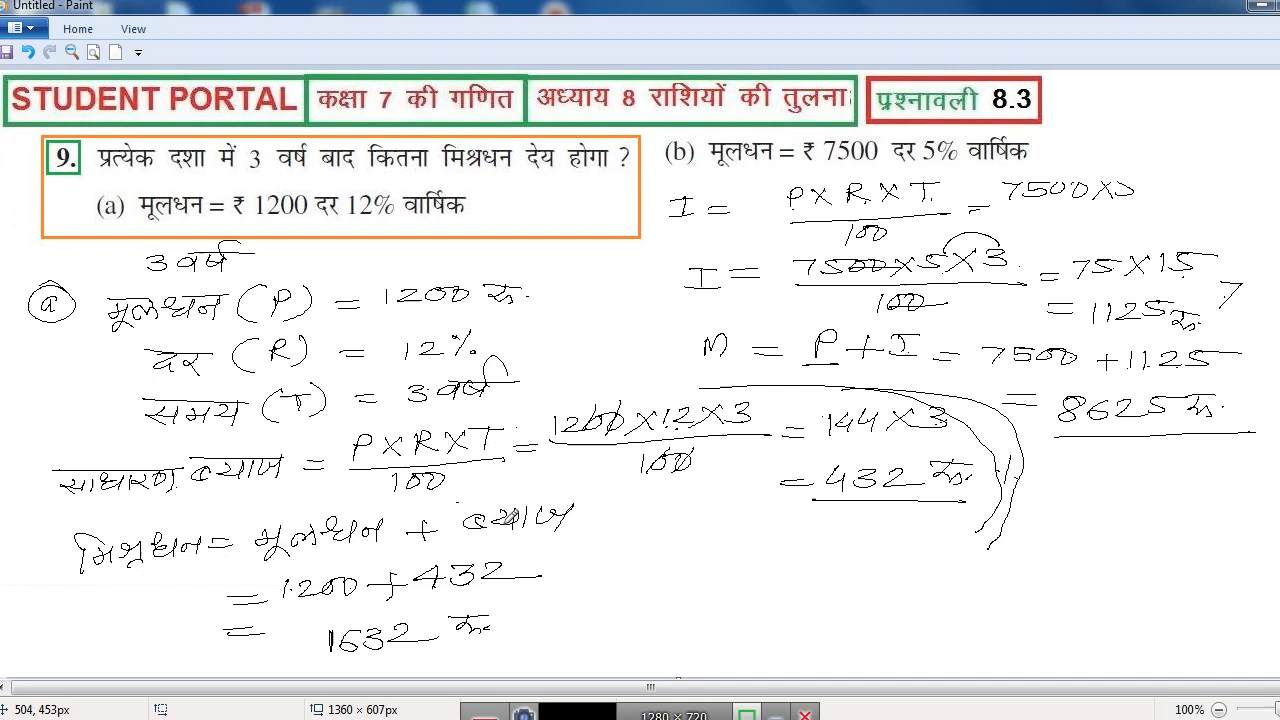 Untitled - Paint
Home View
STUDENT PORTAL कक्षा 7 की गणित अध्याय 8 राशियों की तुलना प्रश्नावली 8.3
9. प्रत्येक दशा में 3 वर्ष बाद कितना मिश्रधन देय होगा ?
(a) मूलधन = ₹ 1200 दर 12% वार्षिक
3 वर्ष
(a) मूलधन (P) = 1200 रू.
दर (R) = 12%
समय (T) = 3 वर्ष
साधारण ब्याज = P×R×T/100 = 1200×12×3/100 = 144×3
= 432 रू.
मिश्रधन = मूलधन + ब्याज
= 1200 + 432
= 1632 रू.
(b) मूलधन = ₹ 7500 दर 5% वार्षिक
I = P×R×T/100 = 7500×5
I = 7500×5×3/100 = 75×15
= 1125 रू.
M = P+I = 7500 + 1125
= 8625 रू.
504, 453px 1360 × 607px 1280 × 720 100%